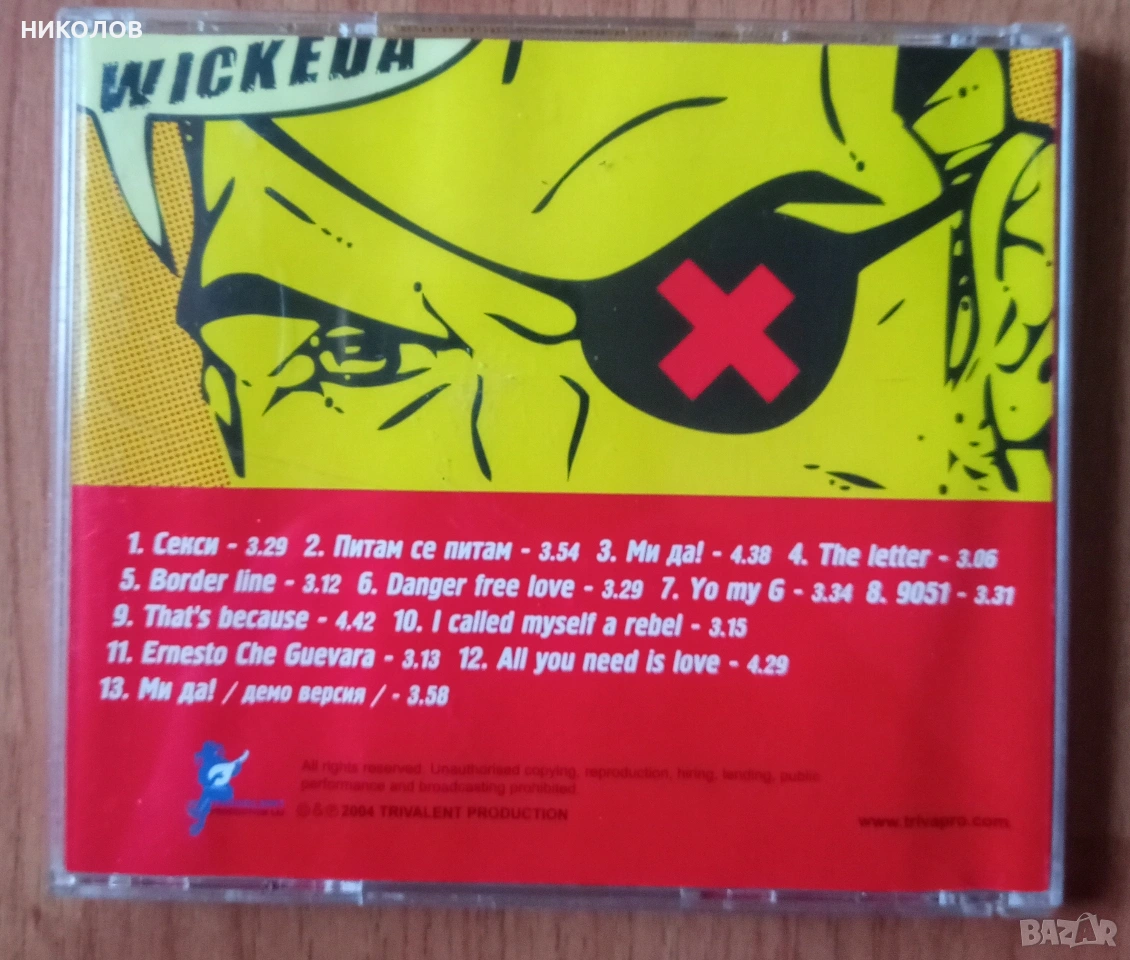 НИКОЛОВ
WICKEDA
1. Секси - 3.29 2. Питам се питам - 3.54 3. Ми да! - 4.38 4. The letter - 3.06
5. Border line - 3.12 6. Danger free love - 3.29 7. Yo my G - 3.34 8. 9051 - 3.31
9. That's because - 4.42 10. I called myself a rebel - 3.15
11. Ernesto Che Guevara - 3.13 12. All you need is love - 4.29
13. Ми да! / демо версия / - 3.58
All rights reserved. Unauthorised copying, reproduction, hiring, lending, public
performance and broadcasting prohibited
©&℗ 2004 TRIVALENT PRODUCTION
www.trivapro.com
BAZAR